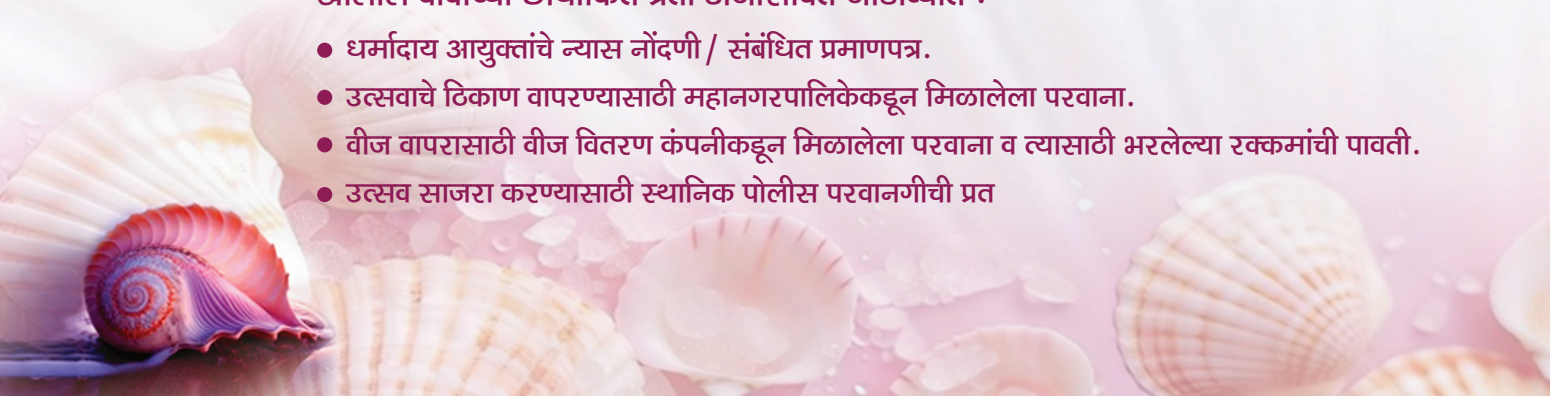 ● धर्मादाय आयुक्तांचे न्यास नोंदणी / संबंधित प्रमाणपत्र.
● उत्सवाचे ठिकाण वापरण्यासाठी महानगरपालिकेकडून मिळालेला परवाना.
● वीज वापरासाठी वीज वितरण कंपनीकडून मिळालेला परवाना व त्यासाठी भरलेल्या रक्कमांची पावती.
● उत्सव साजरा करण्यासाठी स्थानिक पोलीस परवानगीची प्रत